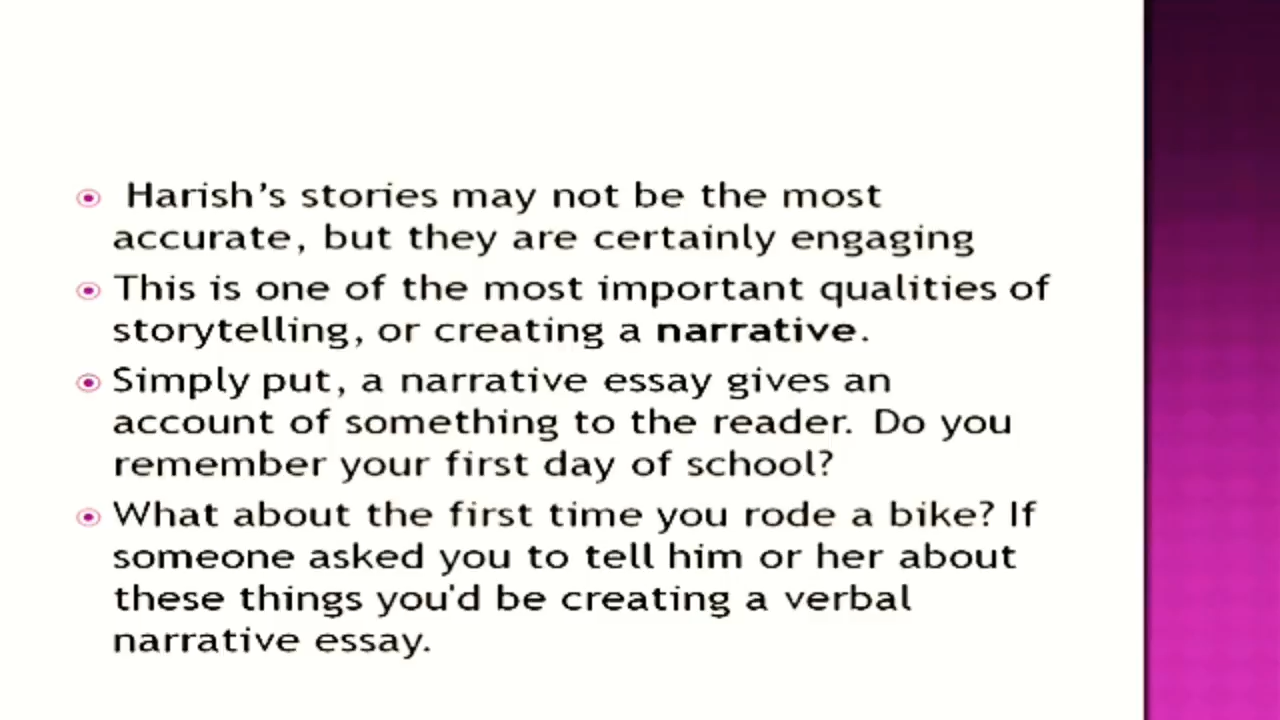 Harish’s stories may not be the most
accurate, but they are certainly engaging
This is one of the most important qualities of
storytelling, or creating a narrative.
Simply put, a narrative essay gives an
account of something to the reader. Do you
remember your first day of school?
What about the first time you rode a bike? If
someone asked you to tell him or her about
these things you'd be creating a verbal
narrative essay.